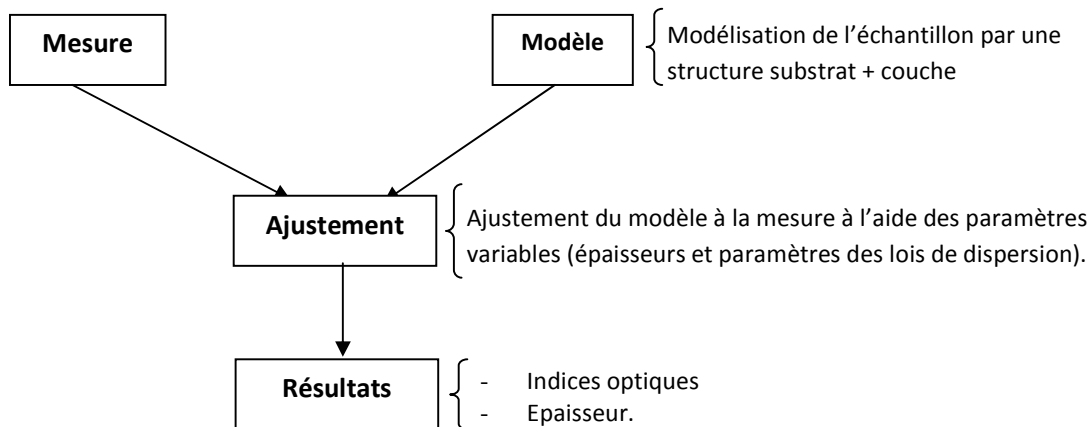 Mesure
Modèle
Modélisation de l’échantillon par une
structure substrat + couche
Ajustement
Ajustement du modèle à la mesure à l’aide des paramètres
variables (épaisseurs et paramètres des lois de dispersion).
Résultats
- Indices optiques
- Epaisseur.